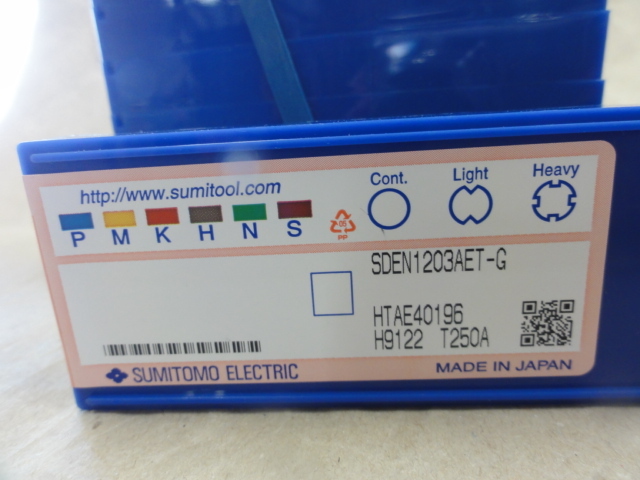 http://www.sumitool.com
P M K H N S
PP
Cont. Light Heavy
SDEN1203AET-G
HTAE40196
H9122 T250A
SUMITOMO ELECTRIC
MADE IN JAPAN